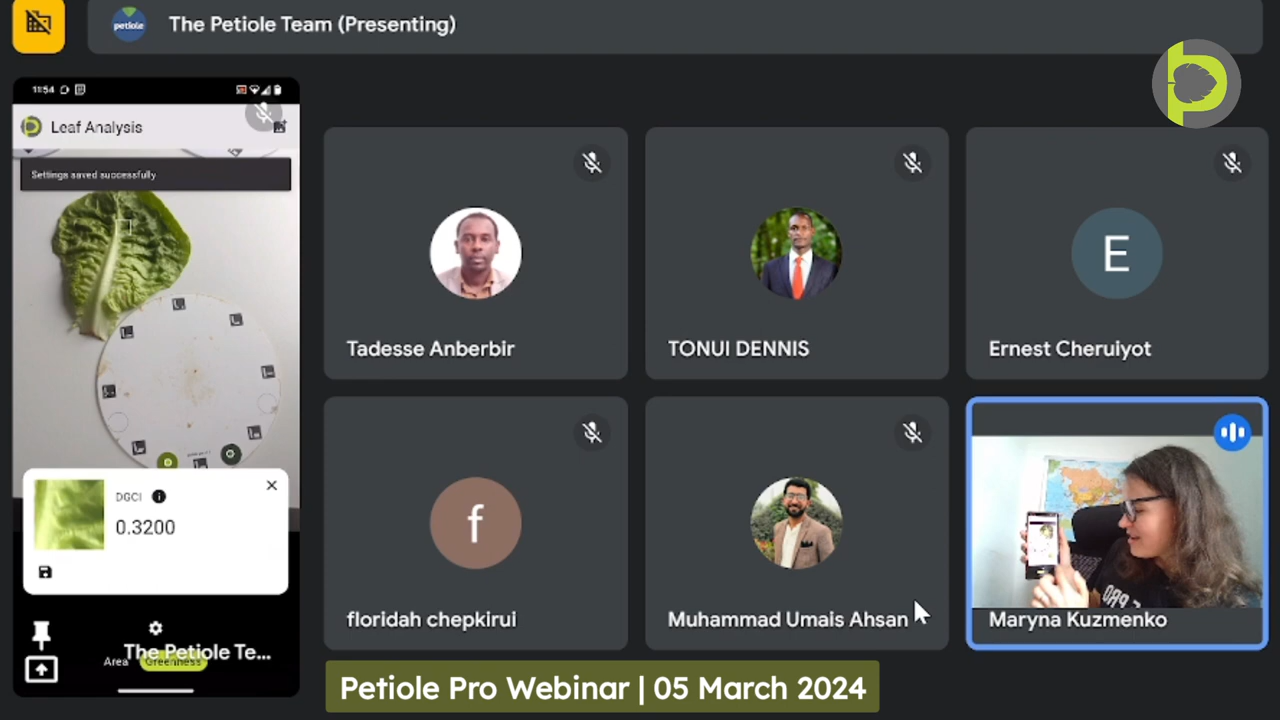 petiole
The Petiole Team (Presenting)
11:54
Leaf Analysis
Settings saved successfully
DGCI
0.3200
Area
Greenness
The Petiole Te...
Tadesse Anberbir
TONUI DENNIS
E
Ernest Cheruiyot
f
floridah chepkirui
Muhammad Umais Ahsan
Maryna Kuzmenko
Petiole Pro Webinar | 05 March 2024